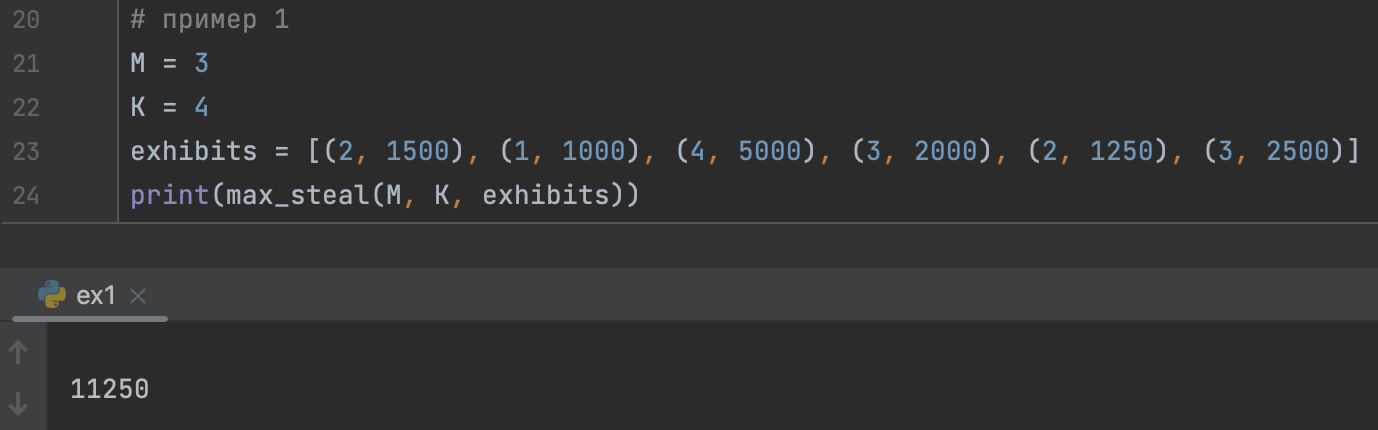 20 # пример 1
21 M = 3
22 K = 4
23 exhibits = [(2, 1500), (1, 1000), (4, 5000), (3, 2000), (2, 1250), (3, 2500)]
24 print(max_steal(M, K, exhibits))
ex1 ×
11250